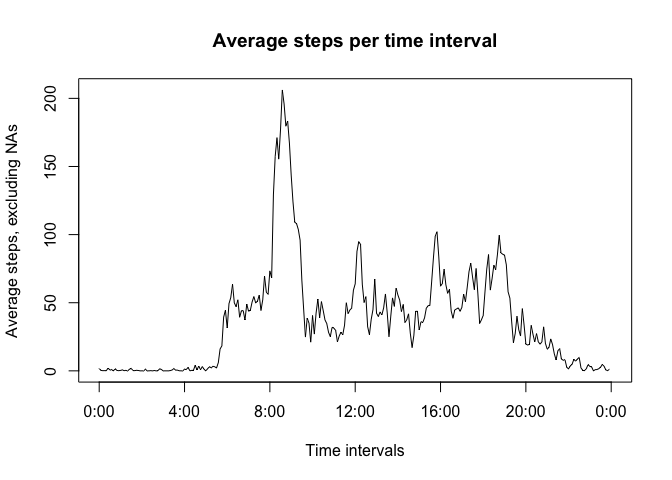 Average steps per time interval
Average steps, excluding NAs
200
150
100
50
0
0:00 4:00 8:00 12:00 16:00 20:00 0:00
Time intervals